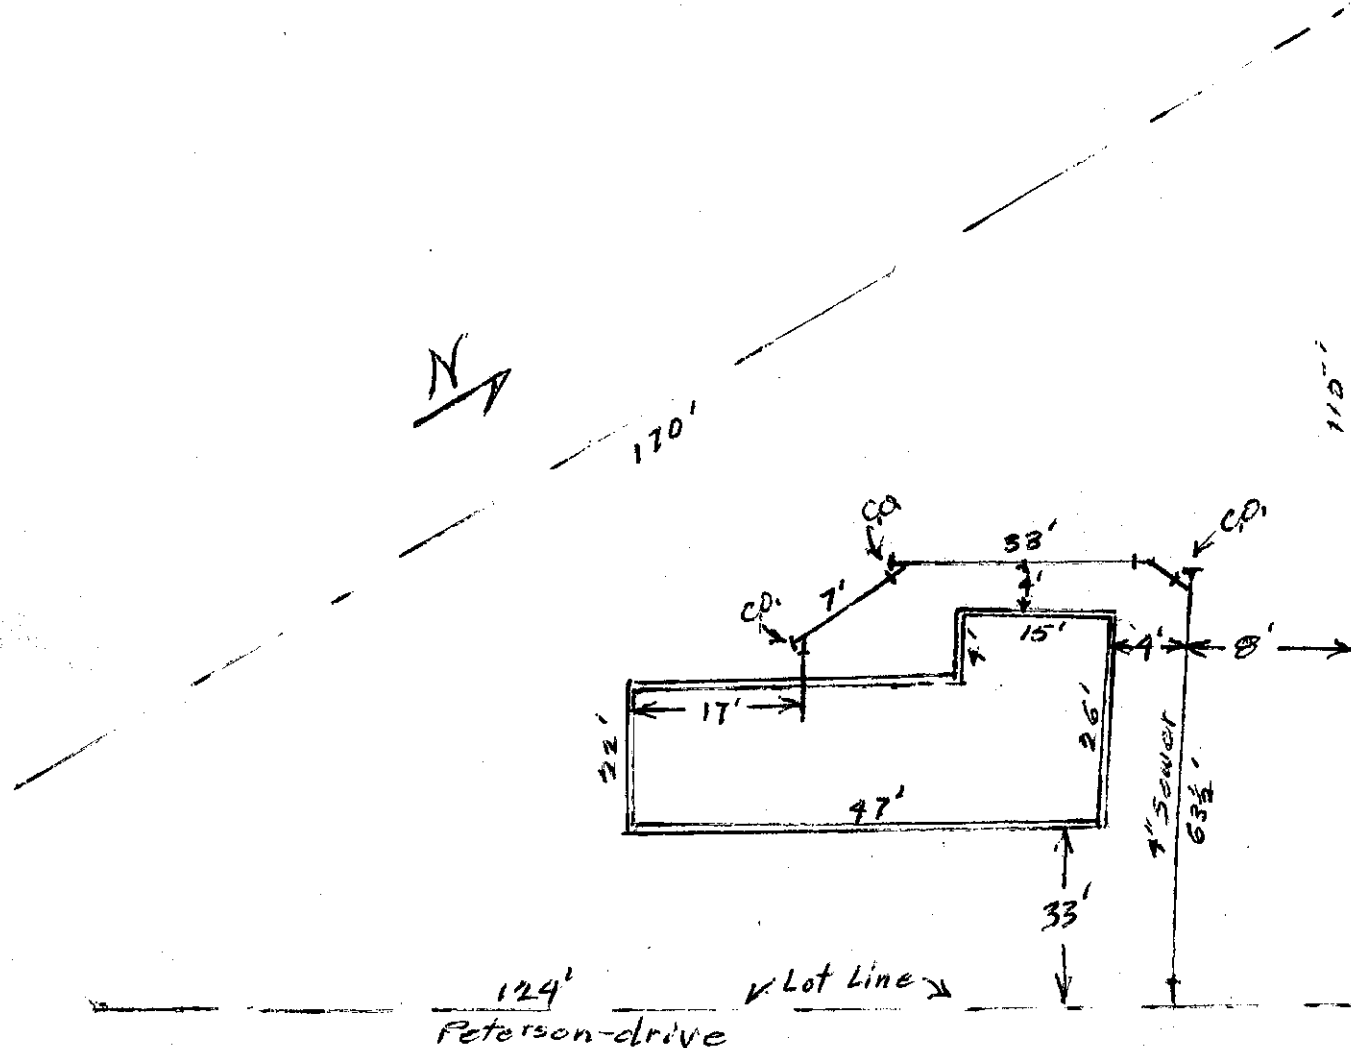 N
170'
110'
C.O.
33'
C.O.
7'
4'
C.O.
15'
4'
4'
8'
17'
22'
26'
4" Sewer
63½'
47'
33'
124'
Lot Line
Peterson-drive